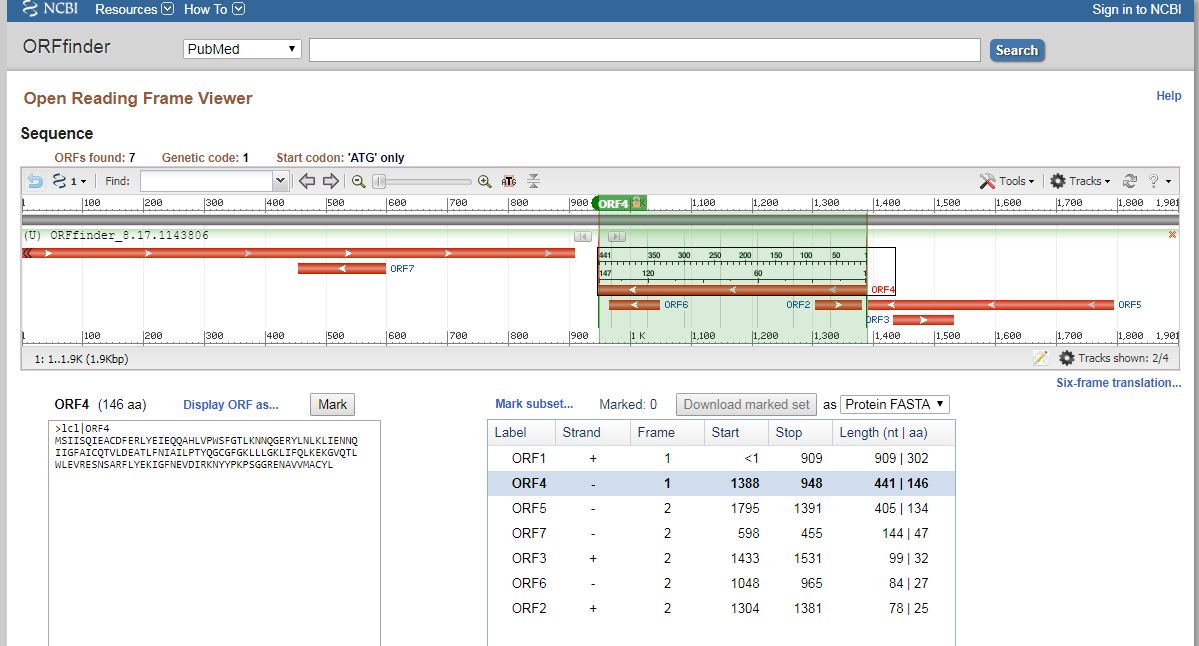 NCBI Resources How To Sign in to NCBI
ORFfinder PubMed Search
Open Reading Frame Viewer Help
Sequence
ORFs found: 7 Genetic code: 1 Start codon: 'ATG' only
1 Find: ATG Tools Tracks ?
1 100 200 300 400 500 600 700 800 900 ORF4 K 1,100 1,200 1,300 1,400 1,500 1,600 1,700 1,800 1,901
(U) ORFfinder_8.17.1143806
441 350 300 250 200 150 100 50 1
ORF7
147 120 60 1
ORF4
ORF6 ORF2 ORF5
ORF3
1 100 200 300 400 500 600 700 800 900 1 K 1,100 1,200 1,300 1,400 1,500 1,600 1,700 1,800 1,901
1: 1..1.9K (1.9Kbp) Tracks shown: 2/4
Six-frame translation...
ORF4 (146 aa) Display ORF as... Mark
>lcl|ORF4
MSIISQIEACDFERLYEIEQQAHLVPWSFGTLKNNQGERYLNLKLIENNQ
IIGFAICQTVLDEATLFNIAILPTYQGCGFGKLLLGKLIFQLKEKGVQTL
WLEVRESNSARFLYEKIGFNEVDIRKNYYPKPSGGRENAVVMACYL
Mark subset... Marked: 0 Download marked set as Protein FASTA
Label Strand Frame Start Stop Length (nt | aa)
ORF1 + 1 <1 909 909 | 302
ORF4 - 1 1388 948 441 | 146
ORF5 - 2 1795 1391 405 | 134
ORF7 - 2 598 455 144 | 47
ORF3 + 2 1433 1531 99 | 32
ORF6 - 2 1048 965 84 | 27
ORF2 + 2 1304 1381 78 | 25